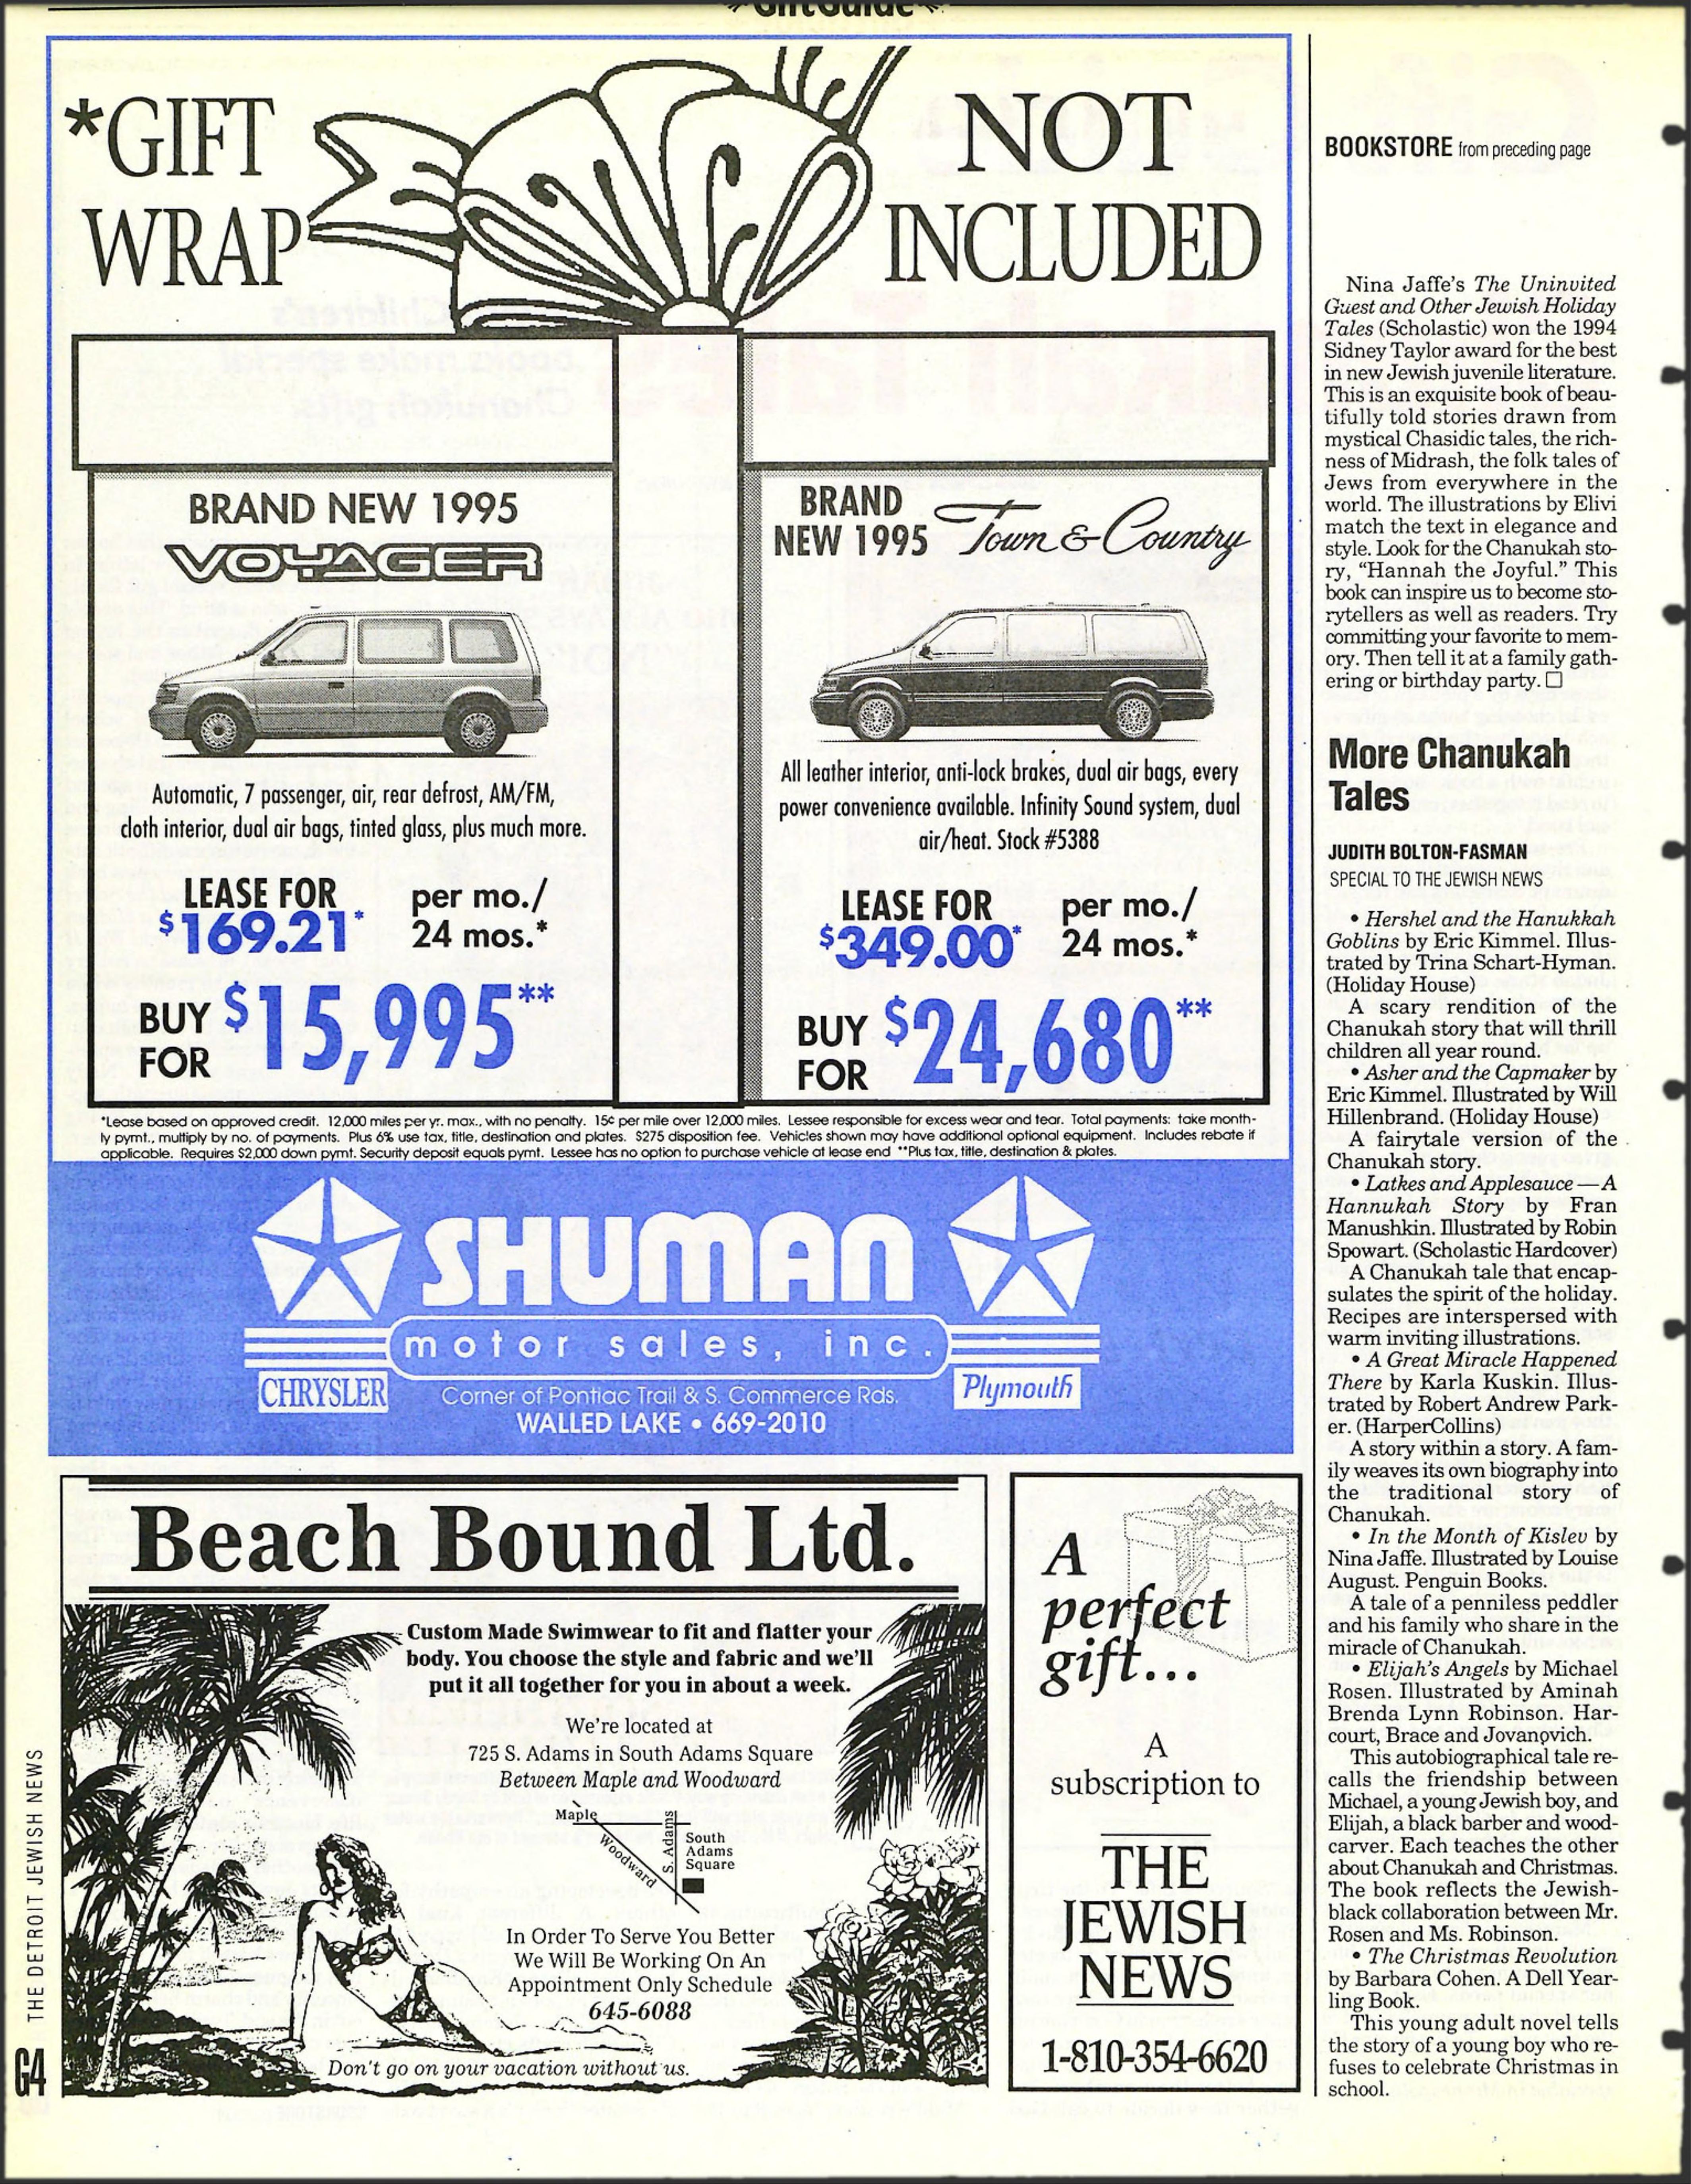 Gift Guide
*GIFT
WRAP
NOT
INCLUDED
BRAND NEW 1995
VOYAGER
Automatic, 7 passenger, air, rear defrost, AM/FM,
cloth interior, dual air bags, tinted glass, plus much more.
LEASE FOR
$169.21*
per mo./
24 mos.*
BUY
FOR
$15,995**
BRAND
NEW 1995
Town & Country
All leather interior, anti-lock brakes, dual air bags, every
power convenience available. Infinity Sound system, dual
air/heat. Stock #5388
LEASE FOR
$349.00*
per mo./
24 mos.*
BUY
FOR
$24,680**
*Lease based on approved credit. 12,000 miles per yr. max., with no penalty. 15¢ per mile over 12,000 miles. Lessee responsible for excess wear and tear. Total payments: take month-
ly pymt., multiply by no. of payments. Plus 6% use tax, title, destination and plates. $275 disposition fee. Vehicles shown may have additional optional equipment. Includes rebate if
applicable. Requires $2,000 down pymt. Security deposit equals pymt. Lessee has no option to purchase vehicle at lease end **Plus tax, title, destination & plates.
SHUMAN
motor sales, inc.
CHRYSLER
Corner of Pontiac Trail & S. Commerce Rds.
WALLED LAKE • 669-2010
Plymouth
Beach Bound Ltd.
Custom Made Swimwear to fit and flatter your
body. You choose the style and fabric and we'll
put it all together for you in about a week.
We're located at
725 S. Adams in South Adams Square
Between Maple and Woodward
Maple
Woodward
S. Adams
South
Adams
Square
In Order To Serve You Better
We Will Be Working On An
Appointment Only Schedule
645-6088
Don't go on your vacation without us.
A
perfect
gift...
A
subscription to
THE
JEWISH
NEWS
1-810-354-6620
BOOKSTORE from preceding page
Nina Jaffe's The Uninvited
Guest and Other Jewish Holiday
Tales (Scholastic) won the 1994
Sidney Taylor award for the best
in new Jewish juvenile literature.
This is an exquisite book of beau-
tifully told stories drawn from
mystical Chasidic tales, the rich-
ness of Midrash, the folk tales of
Jews from everywhere in the
world. The illustrations by Elivi
match the text in elegance and
style. Look for the Chanukah sto-
ry, "Hannah the Joyful." This
book can inspire us to become sto-
rytellers as well as readers. Try
committing your favorite to mem-
ory. Then tell it at a family gath-
ering or birthday party. □
More Chanukah
Tales
JUDITH BOLTON-FASMAN
SPECIAL TO THE JEWISH NEWS
• Hershel and the Hanukkah
Goblins by Eric Kimmel. Illus-
trated by Trina Schart-Hyman.
(Holiday House)
A scary rendition of the
Chanukah story that will thrill
children all year round.
• Asher and the Capmaker by
Eric Kimmel. Illustrated by Will
Hillenbrand. (Holiday House)
A fairytale version of the
Chanukah story.
• Latkes and Applesauce — A
Hannukah Story by Fran
Manushkin. Illustrated by Robin
Spowart. (Scholastic Hardcover)
A Chanukah tale that encap-
sulates the spirit of the holiday.
Recipes are interspersed with
warm inviting illustrations.
• A Great Miracle Happened
There by Karla Kuskin. Illus-
trated by Robert Andrew Park-
er. (HarperCollins)
A story within a story. A fam-
ily weaves its own biography into
the traditional story of
Chanukah.
• In the Month of Kislev by
Nina Jaffe. Illustrated by Louise
August. Penguin Books.
A tale of a penniless peddler
and his family who share in the
miracle of Chanukah.
• Elijah's Angels by Michael
Rosen. Illustrated by Aminah
Brenda Lynn Robinson. Har-
court, Brace and Jovanovich.
This autobiographical tale re-
calls the friendship between
Michael, a young Jewish boy, and
Elijah, a black barber and wood-
carver. Each teaches the other
about Chanukah and Christmas.
The book reflects the Jewish-
black collaboration between Mr.
Rosen and Ms. Robinson.
• The Christmas Revolution
by Barbara Cohen. A Dell Year-
ling Book.
This young adult novel tells
the story of a young boy who re-
fuses to celebrate Christmas in
school.
THE DETROIT JEWISH NEWS
G4